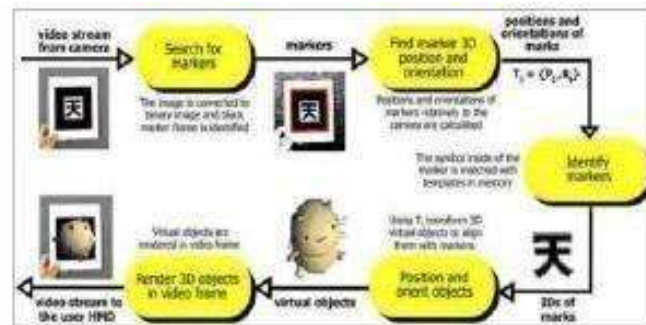 video stream
from camera
Search for
markers
markers
Find marker 3D
position and
orientation
positions and
orientations of
marks
The image is converted to
binary image and black
marker frame is identified
Positions and orientations of
markers relatively to the
camera are calculated
天
天
The symbol inside of the
marker is matched with
templates in memory
Identify
markers
Virtual objects are
rendered in video frame
Using T, transform 3D
virtual objects to align
them with markers
天
Render 3D objects
in video frame
Position and
orient objects
video stream to
the user HMD
virtual objects
IDs of
marks